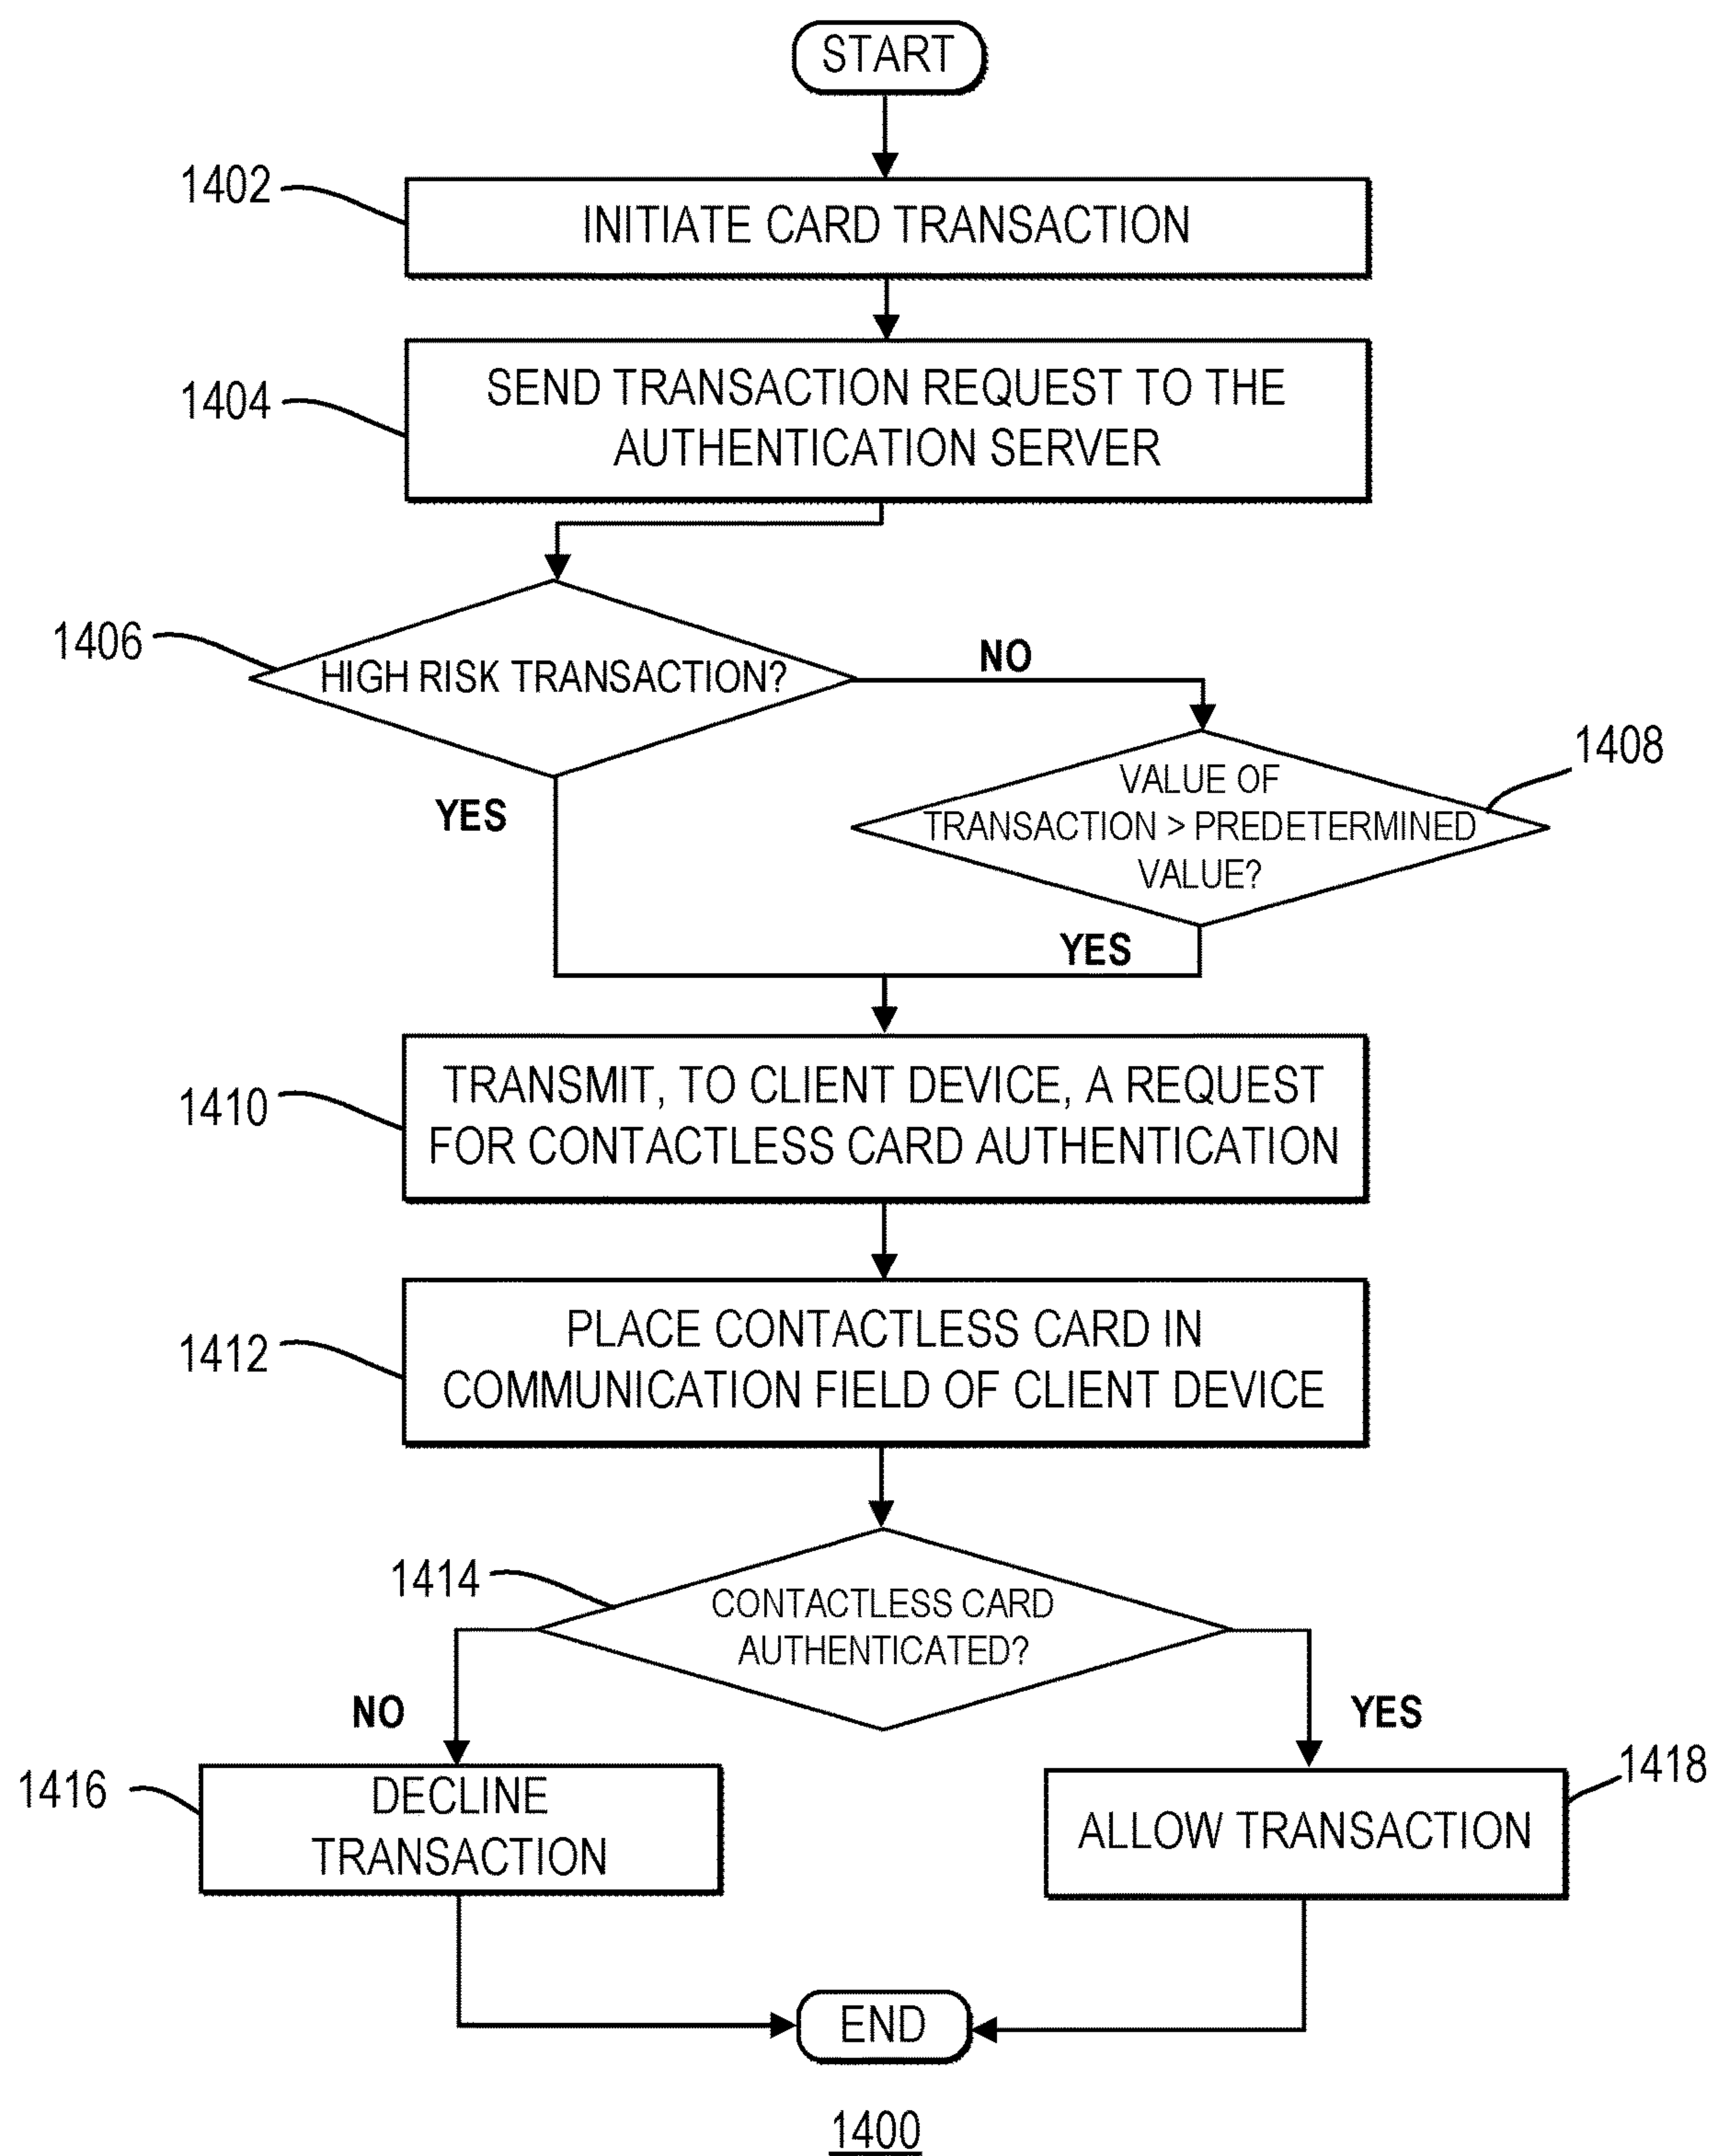 START
1402
INITIATE CARD TRANSACTION
1404
SEND TRANSACTION REQUEST TO THE
AUTHENTICATION SERVER
1406
HIGH RISK TRANSACTION?
NO
1408
VALUE OF
TRANSACTION > PREDETERMINED
VALUE?
YES
YES
1410
TRANSMIT, TO CLIENT DEVICE, A REQUEST
FOR CONTACTLESS CARD AUTHENTICATION
1412
PLACE CONTACTLESS CARD IN
COMMUNICATION FIELD OF CLIENT DEVICE
1414
CONTACTLESS CARD
AUTHENTICATED?
NO
YES
1416
DECLINE
TRANSACTION
1418
ALLOW TRANSACTION
END
1400